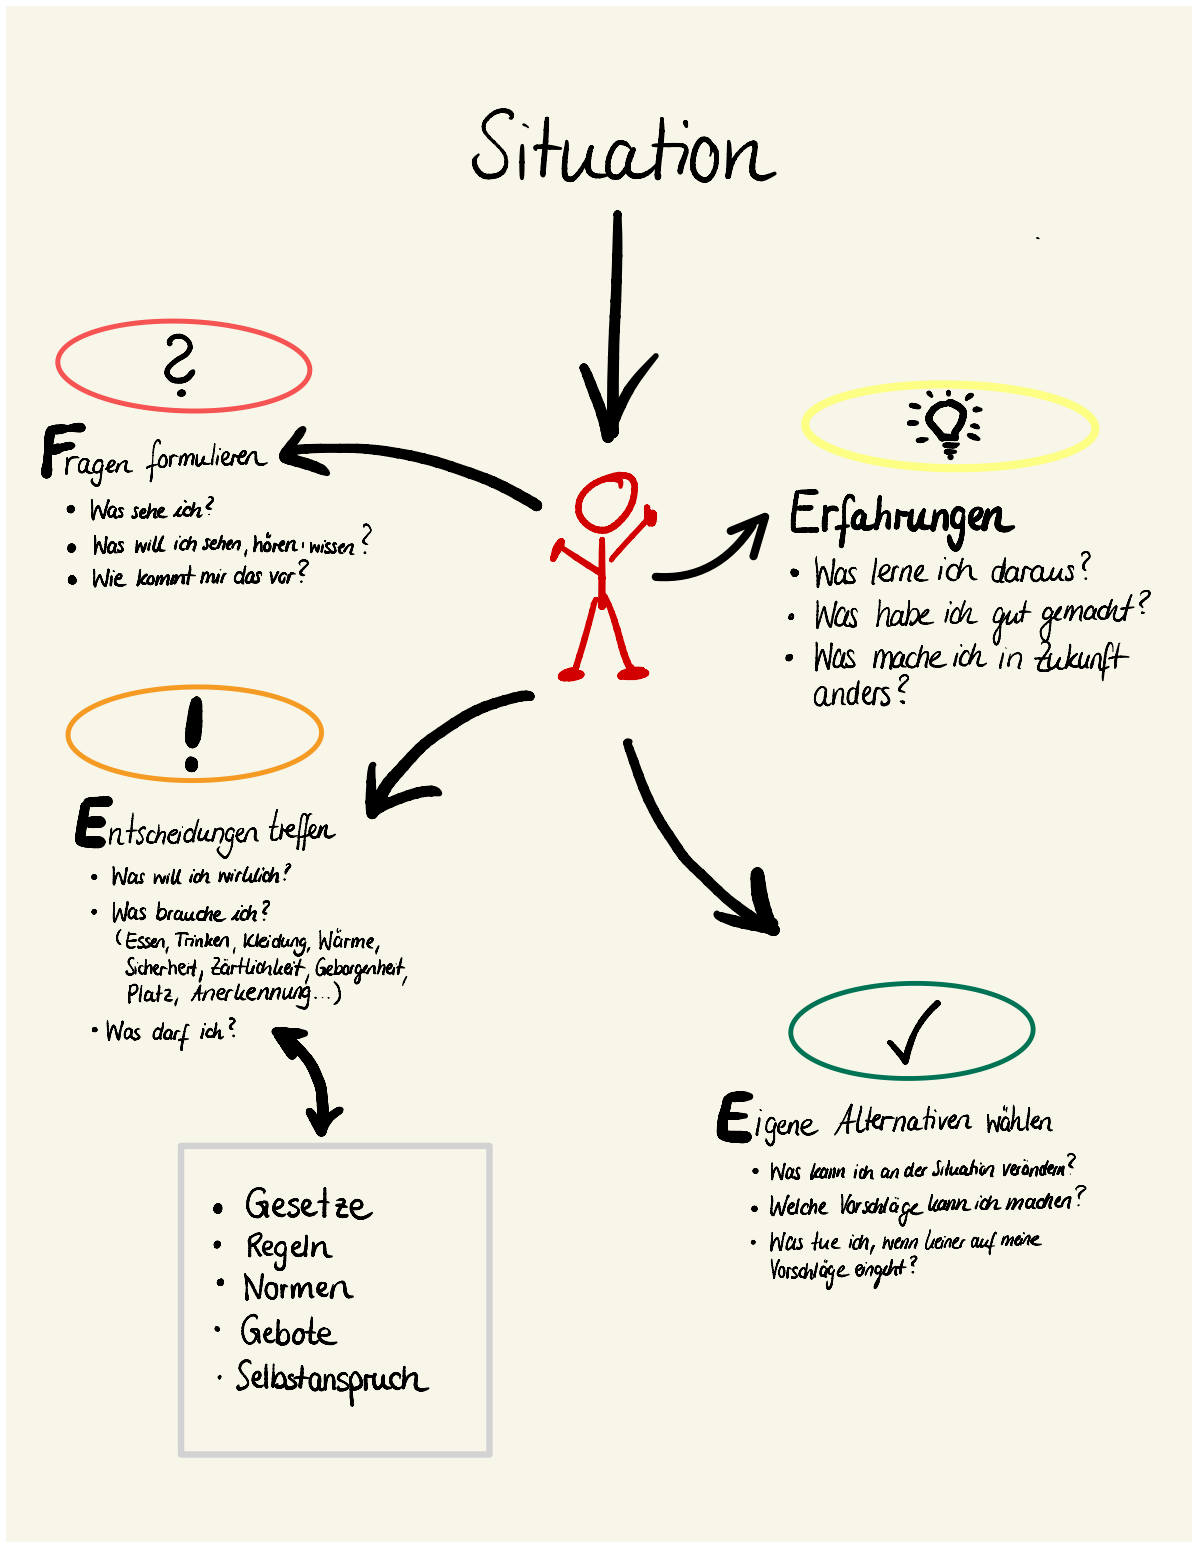 Situation
?
Fragen formulieren
• Was sehe ich?
• Was will ich sehen, hören, wissen?
• Wie kommt mir das vor?
Erfahrungen
• Was lerne ich daraus?
• Was habe ich gut gemacht?
• Was mache ich in Zukunft
anders?
!
Entscheidungen treffen
• Was will ich wirklich?
• Was brauche ich?
(Essen, Trinken, Kleidung, Wärme,
Sicherheit, Zärtlichkeit, Geborgenheit,
Platz, Anerkennung...)
• Was darf ich?
• Gesetze
• Regeln
• Normen
• Gebote
• Selbstanspruch
Eigene Alternativen wählen
• Was kann ich an der Situation verändern?
• Welche Vorschläge kann ich machen?
• Was tue ich, wenn keiner auf meine
Vorschläge eingeht?